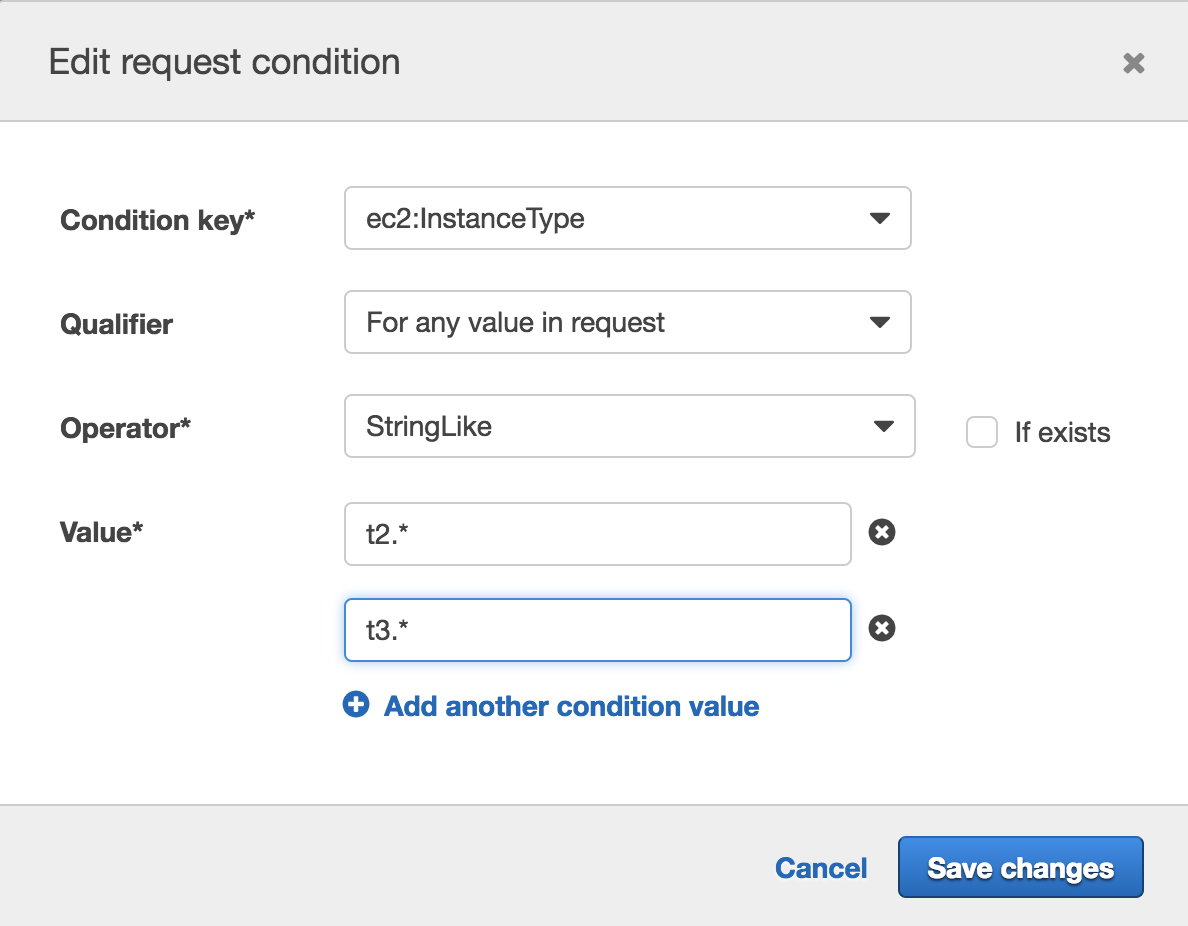 Edit request condition
Condition key*
ec2:InstanceType
Qualifier
For any value in request
Operator*
StringLike
If exists
Value*
t2.*
t3.*
Add another condition value
Cancel
Save changes